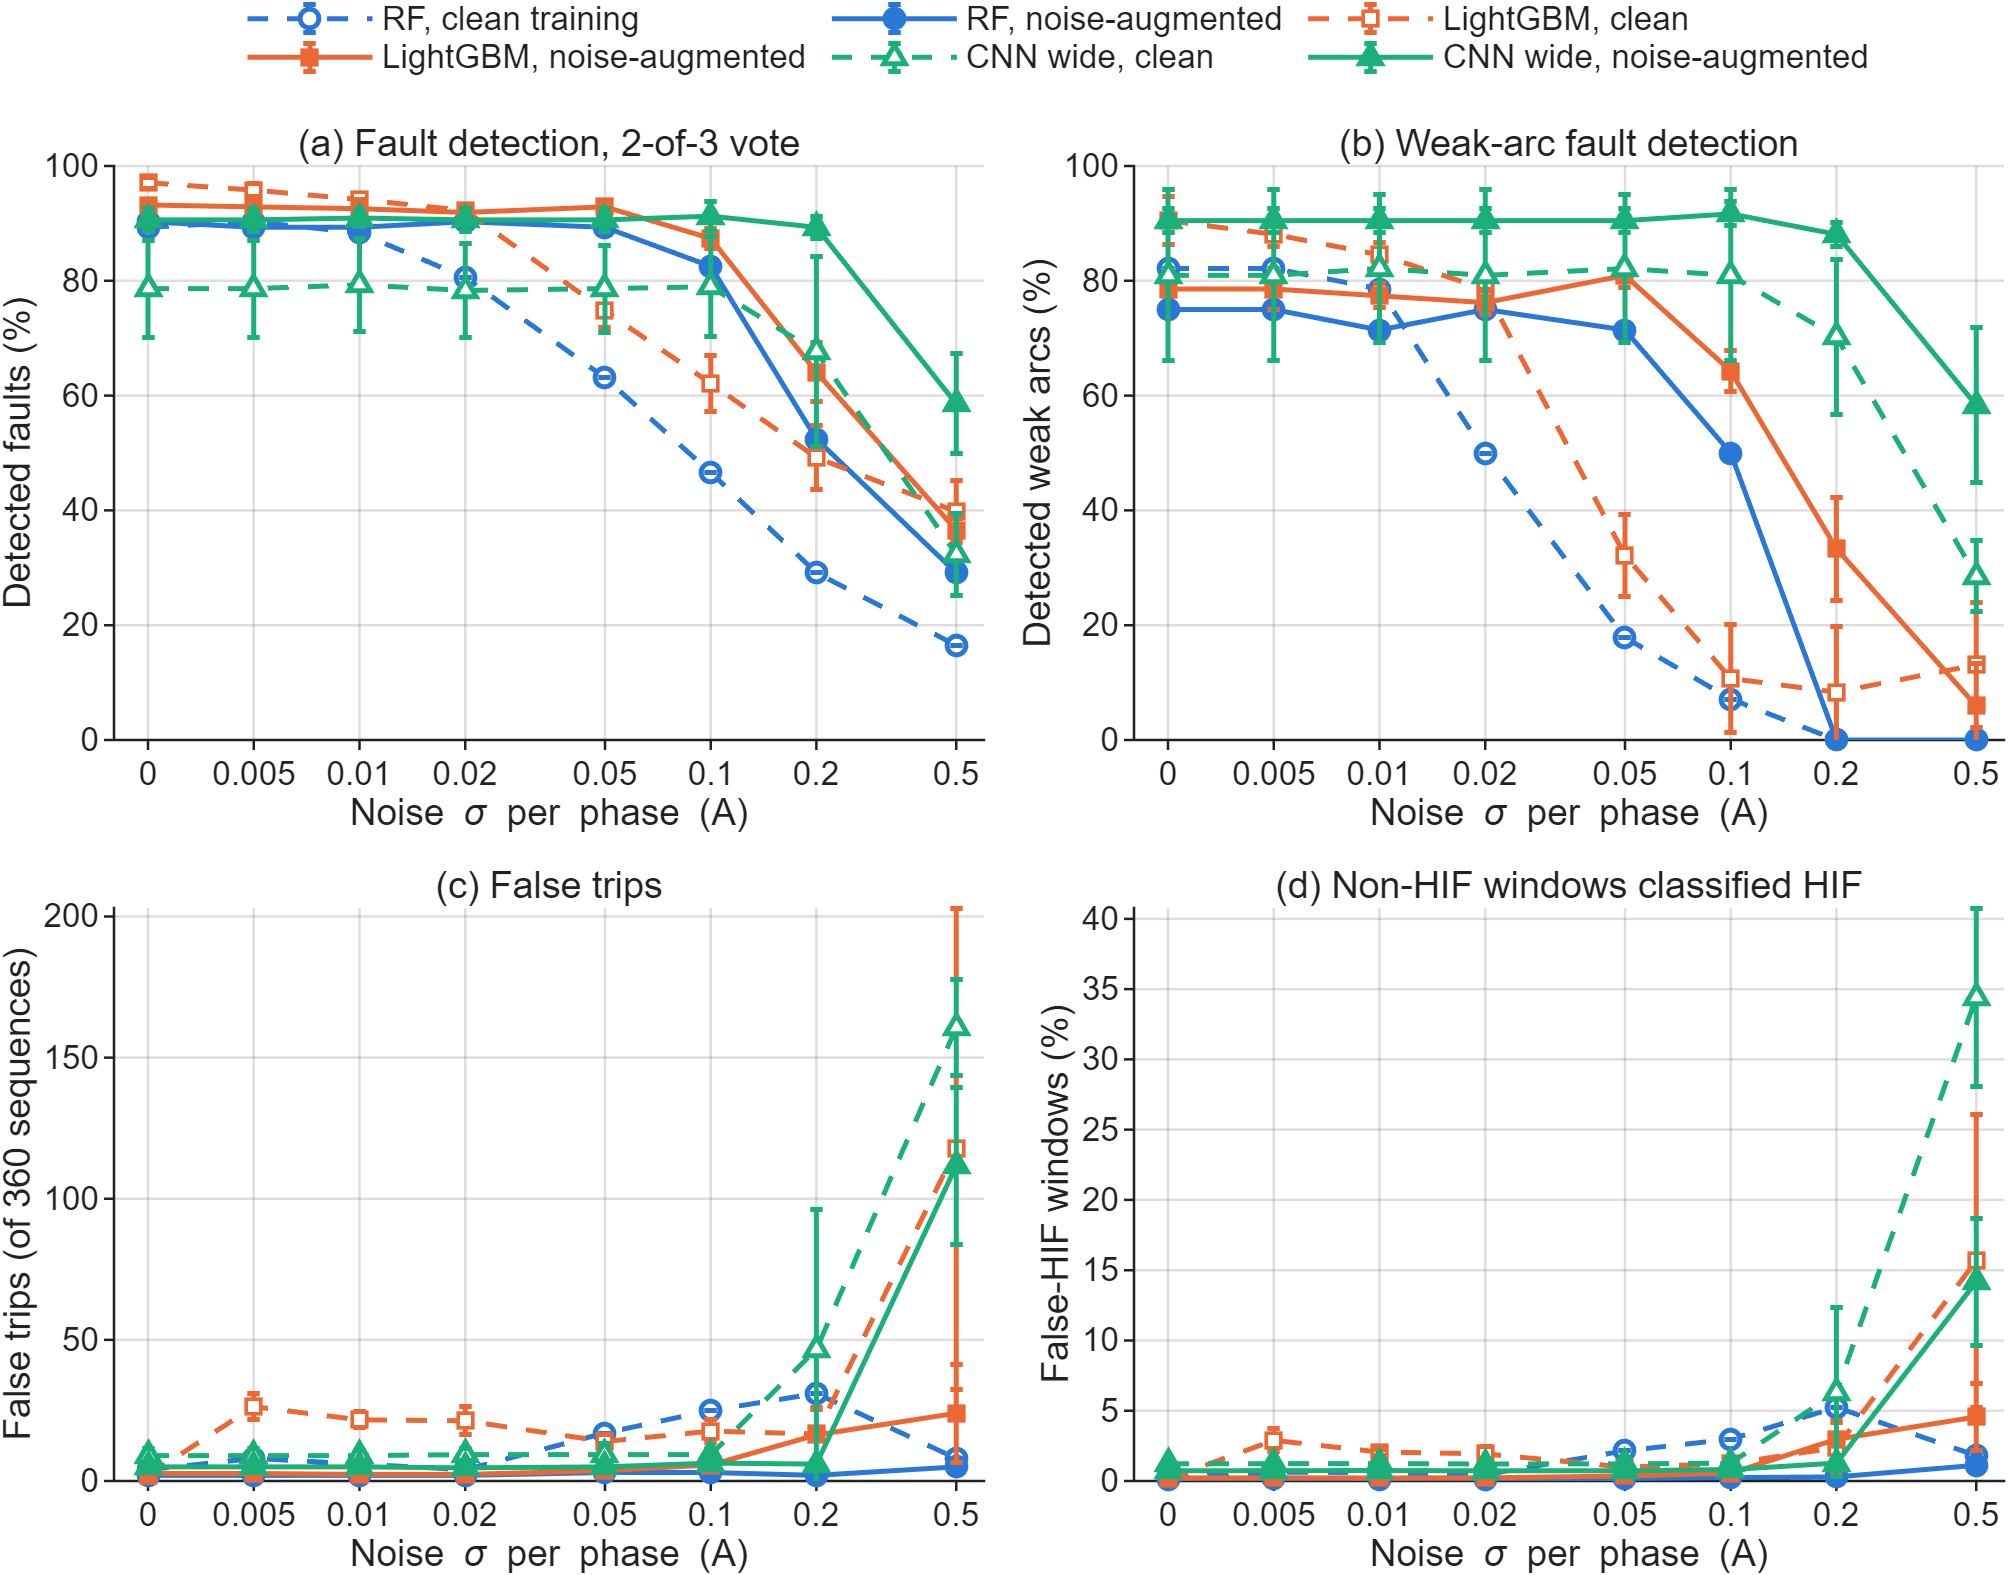 RF, clean training RF, noise-augmented LightGBM, clean
LightGBM, noise-augmented CNN wide, clean CNN wide, noise-augmented
(a) Fault detection, 2-of-3 vote
Detected faults (%)
100
80
60
40
20
0
0 0.005 0.01 0.02 0.05 0.1 0.2 0.5
Noise σ per phase (A)
(b) Weak-arc fault detection
Detected weak arcs (%)
100
80
60
40
20
0
0 0.005 0.01 0.02 0.05 0.1 0.2 0.5
Noise σ per phase (A)
(c) False trips
False trips (of 360 sequences)
200
150
100
50
0
0 0.005 0.01 0.02 0.05 0.1 0.2 0.5
Noise σ per phase (A)
(d) Non-HIF windows classified HIF
False-HIF windows (%)
40
35
30
25
20
15
10
5
0
0 0.005 0.01 0.02 0.05 0.1 0.2 0.5
Noise σ per phase (A)